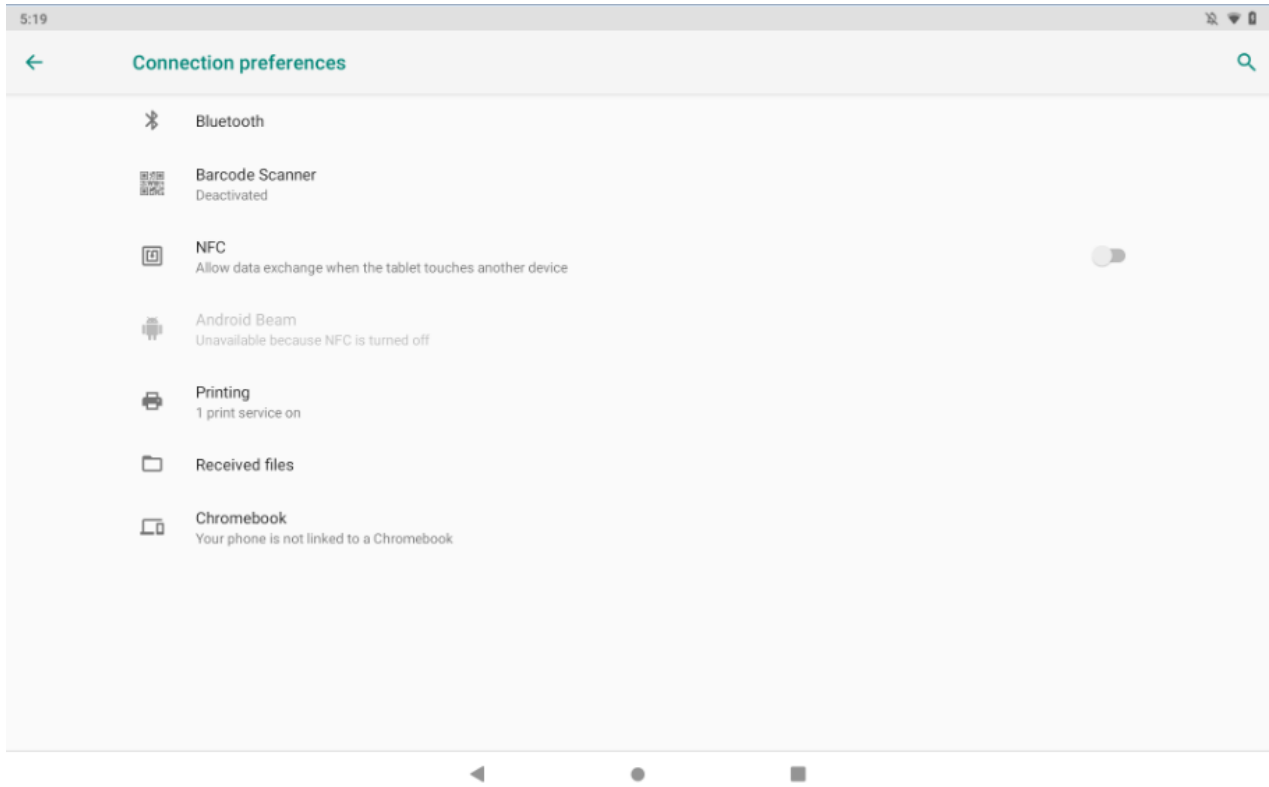 5:19
Connection preferences
Bluetooth
Barcode Scanner
Deactivated
NFC
Allow data exchange when the tablet touches another device
Android Beam
Unavailable because NFC is turned off
Printing
1 print service on
Received files
Chromebook
Your phone is not linked to a Chromebook